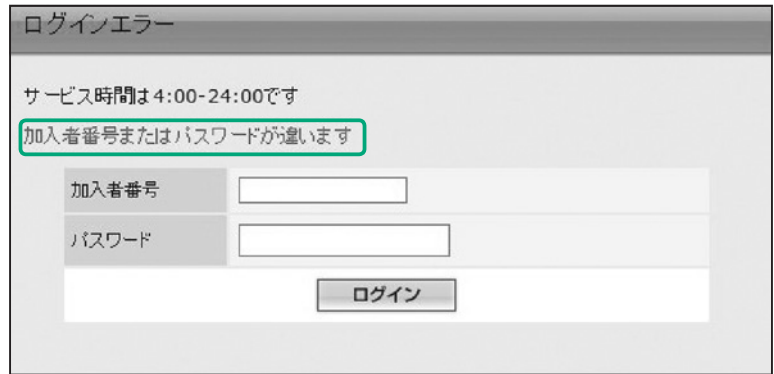 ログインエラー
サービス時間は4:00-24:00です
加入者番号またはパスワードが違います
加入者番号
パスワード
ログイン